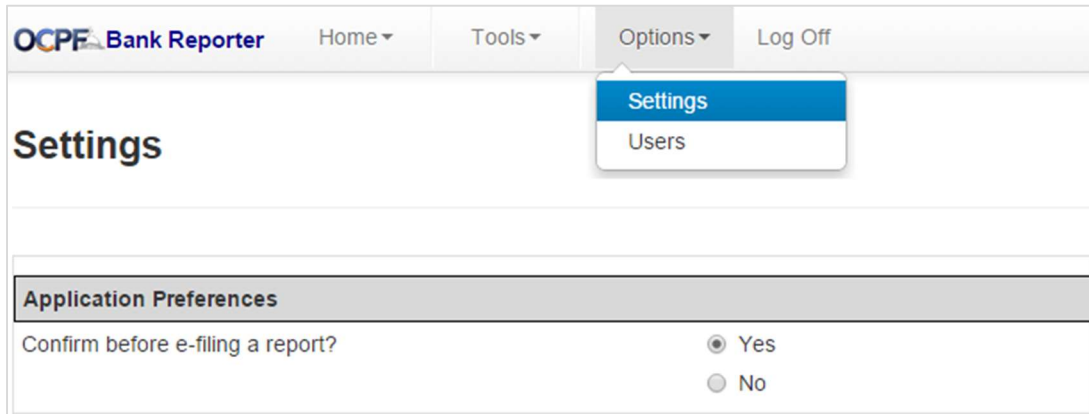 OCPF Bank Reporter Home Tools Options Log Off
Settings
Users
Settings
Application Preferences
Confirm before e-filing a report? Yes
No